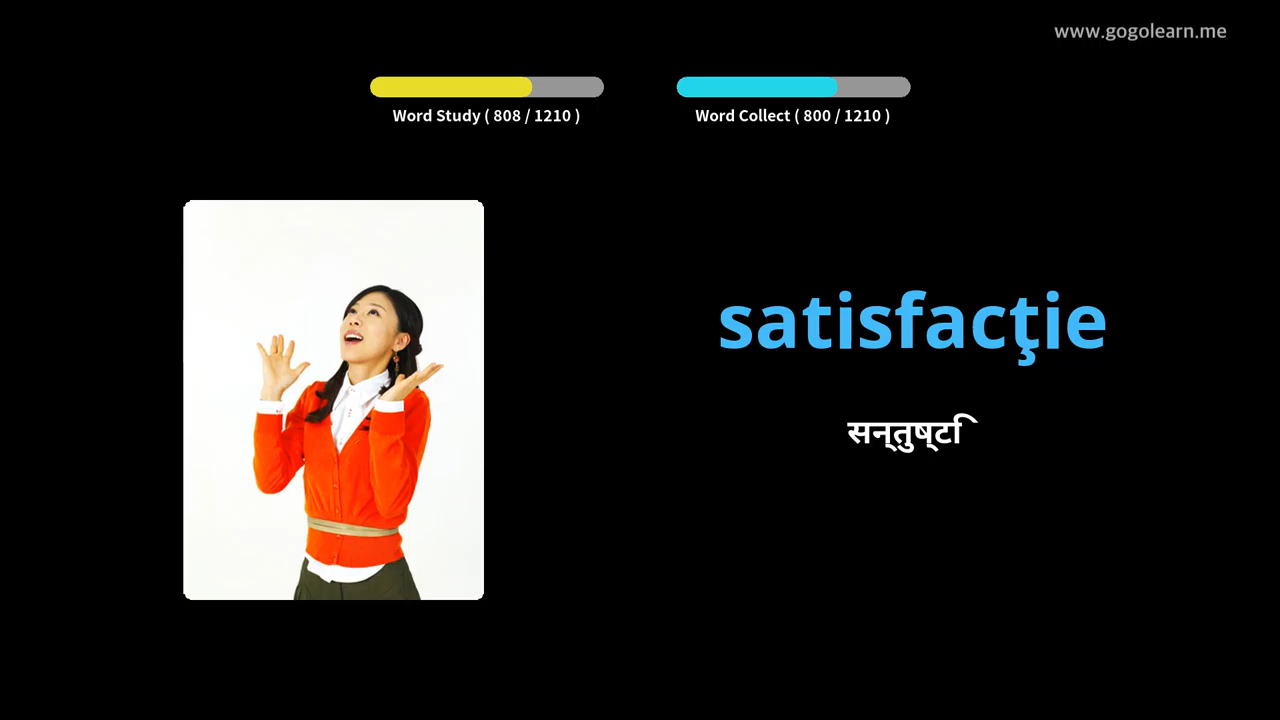 www.gogolearn.me
Word Study ( 808 / 1210 )
Word Collect ( 800 / 1210 )
satisfacţie
सन्तुष्टि